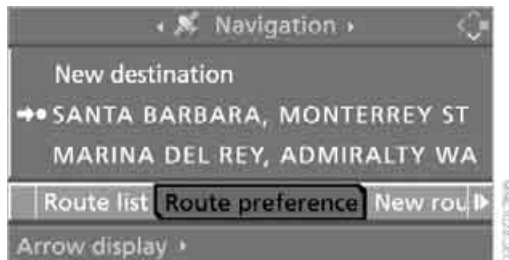 Navigation
New destination
SANTA BARBARA, MONTERREY ST
MARINA DEL REY, ADMIRALTY WA
Route list Route preference New rou
Arrow display